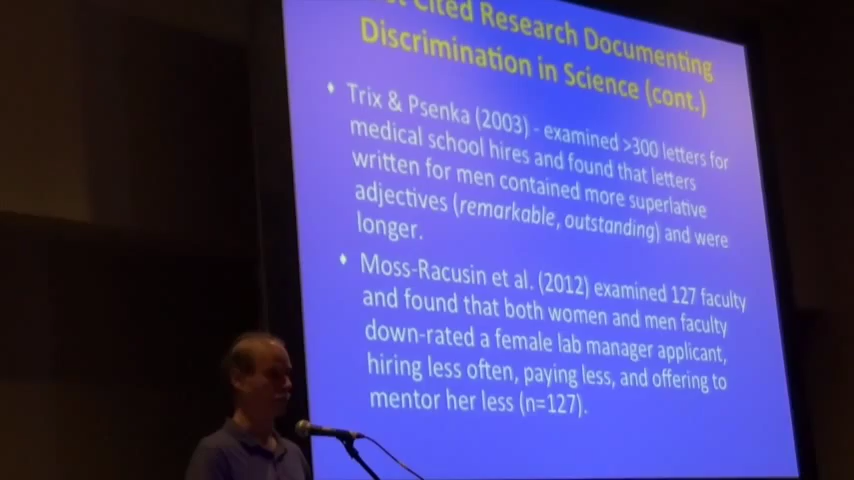 Cited Research Documenting
Discrimination in Science (cont.)
Trix & Psenka (2003) - examined >300 letters for
medical school hires and found that letters
written for men contained more superlative
adjectives (remarkable, outstanding) and were
longer.
Moss-Racusin et al. (2012) examined 127 faculty
and found that both women and men faculty
down-rated a female lab manager applicant,
hiring less often, paying less, and offering to
mentor her less (n=127).